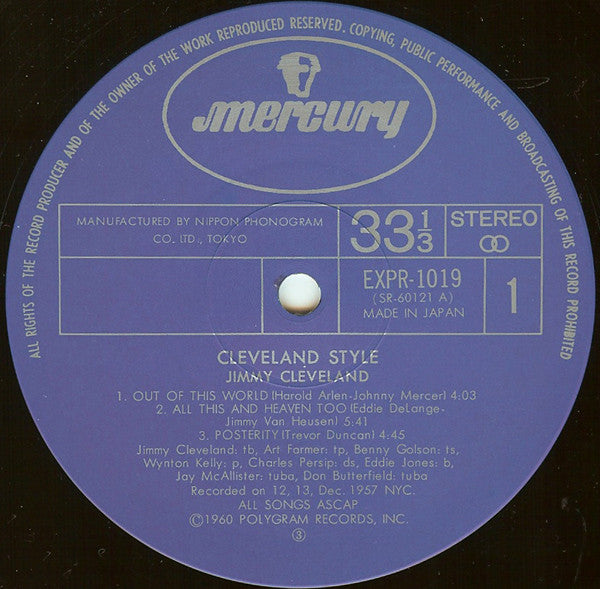 ALL RIGHTS OF THE RECORD PRODUCER AND OF THE OWNER OF THE WORK REPRODUCED RESERVED. COPYING, PUBLIC PERFORMANCE AND BROADCASTING OF THIS RECORD PROHIBITED
mercury
MANUFACTURED BY NIPPON PHONOGRAM
CO. LTD., TOKYO
33 1/3
STEREO
EXPR-1019
(SR-60121 A)
MADE IN JAPAN
1
CLEVELAND STYLE
JIMMY CLEVELAND
1. OUT OF THIS WORLD (Harold Arlen-Johnny Mercer) 4:03
2. ALL THIS AND HEAVEN TOO (Eddie DeLange-
Jimmy Van Heusen) 5:41
3. POSTERITY (Trevor Duncan) 4:45
Jimmy Cleveland: tb, Art Farmer: tp, Benny Golson: ts,
Wynton Kelly: p, Charles Persip: ds, Eddie Jones: b,
Jay McAllister: tuba, Don Butterfield: tuba
Recorded on 12, 13, Dec. 1957 NYC.
ALL SONGS ASCAP
©1960 POLYGRAM RECORDS, INC.
③